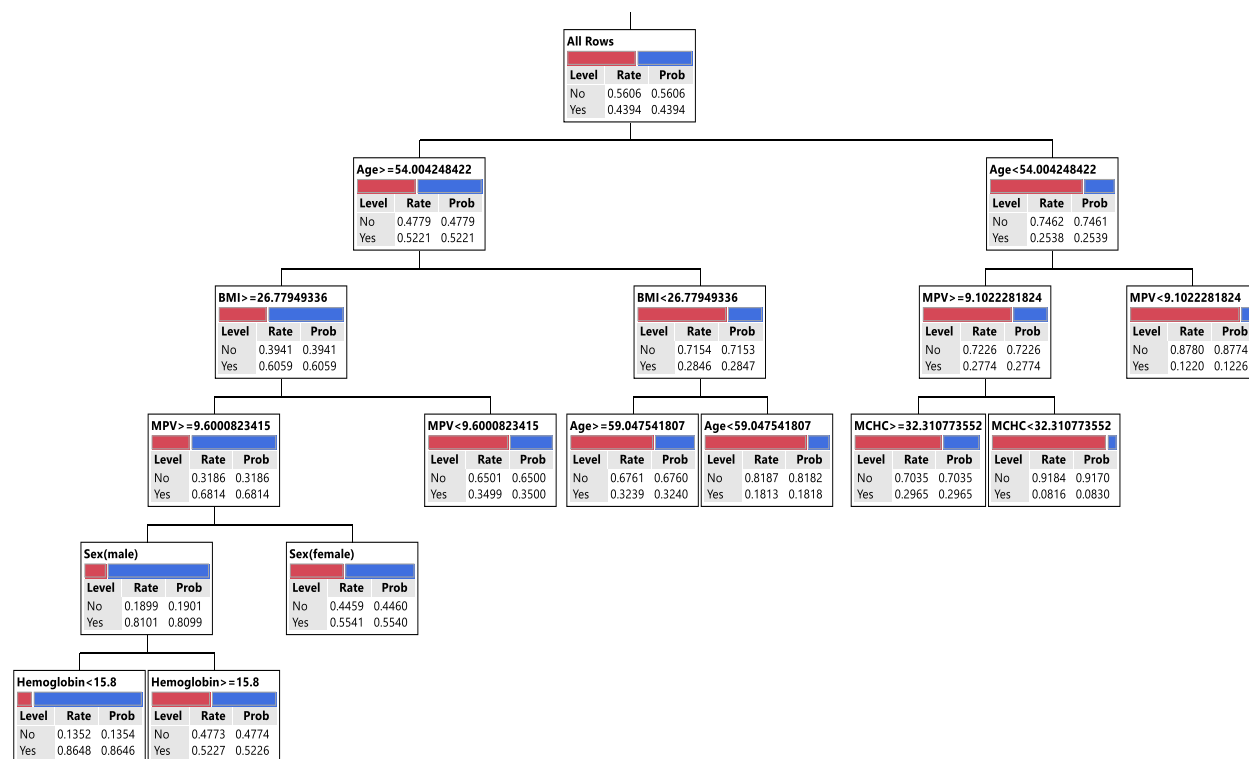 All Rows
Level Rate Prob
No 0.5606 0.5606
Yes 0.4394 0.4394
Age>=54.004248422
Level Rate Prob
No 0.4779 0.4779
Yes 0.5221 0.5221
Age<54.004248422
Level Rate Prob
No 0.7462 0.7461
Yes 0.2538 0.2539
BMI>=26.77949336
Level Rate Prob
No 0.3941 0.3941
Yes 0.6059 0.6059
BMI<26.77949336
Level Rate Prob
No 0.7154 0.7153
Yes 0.2846 0.2847
MPV>=9.1022281824
Level Rate Prob
No 0.7226 0.7226
Yes 0.2774 0.2774
MPV<9.1022281824
Level Rate Prob
No 0.8780 0.8774
Yes 0.1220 0.1226
MPV>=9.6000823415
Level Rate Prob
No 0.3186 0.3186
Yes 0.6814 0.6814
MPV<9.6000823415
Level Rate Prob
No 0.6501 0.6500
Yes 0.3499 0.3500
Age>=59.047541807
Level Rate Prob
No 0.6761 0.6760
Yes 0.3239 0.3240
Age<59.047541807
Level Rate Prob
No 0.8187 0.8182
Yes 0.1813 0.1818
MCHC>=32.310773552
Level Rate Prob
No 0.7035 0.7035
Yes 0.2965 0.2965
MCHC<32.310773552
Level Rate Prob
No 0.9184 0.9170
Yes 0.0816 0.0830
Sex(male)
Level Rate Prob
No 0.1899 0.1901
Yes 0.8101 0.8099
Sex(female)
Level Rate Prob
No 0.4459 0.4460
Yes 0.5541 0.5540
Hemoglobin<15.8
Level Rate Prob
No 0.1352 0.1354
Yes 0.8648 0.8646
Hemoglobin>=15.8
Level Rate Prob
No 0.4773 0.4774
Yes 0.5227 0.5226